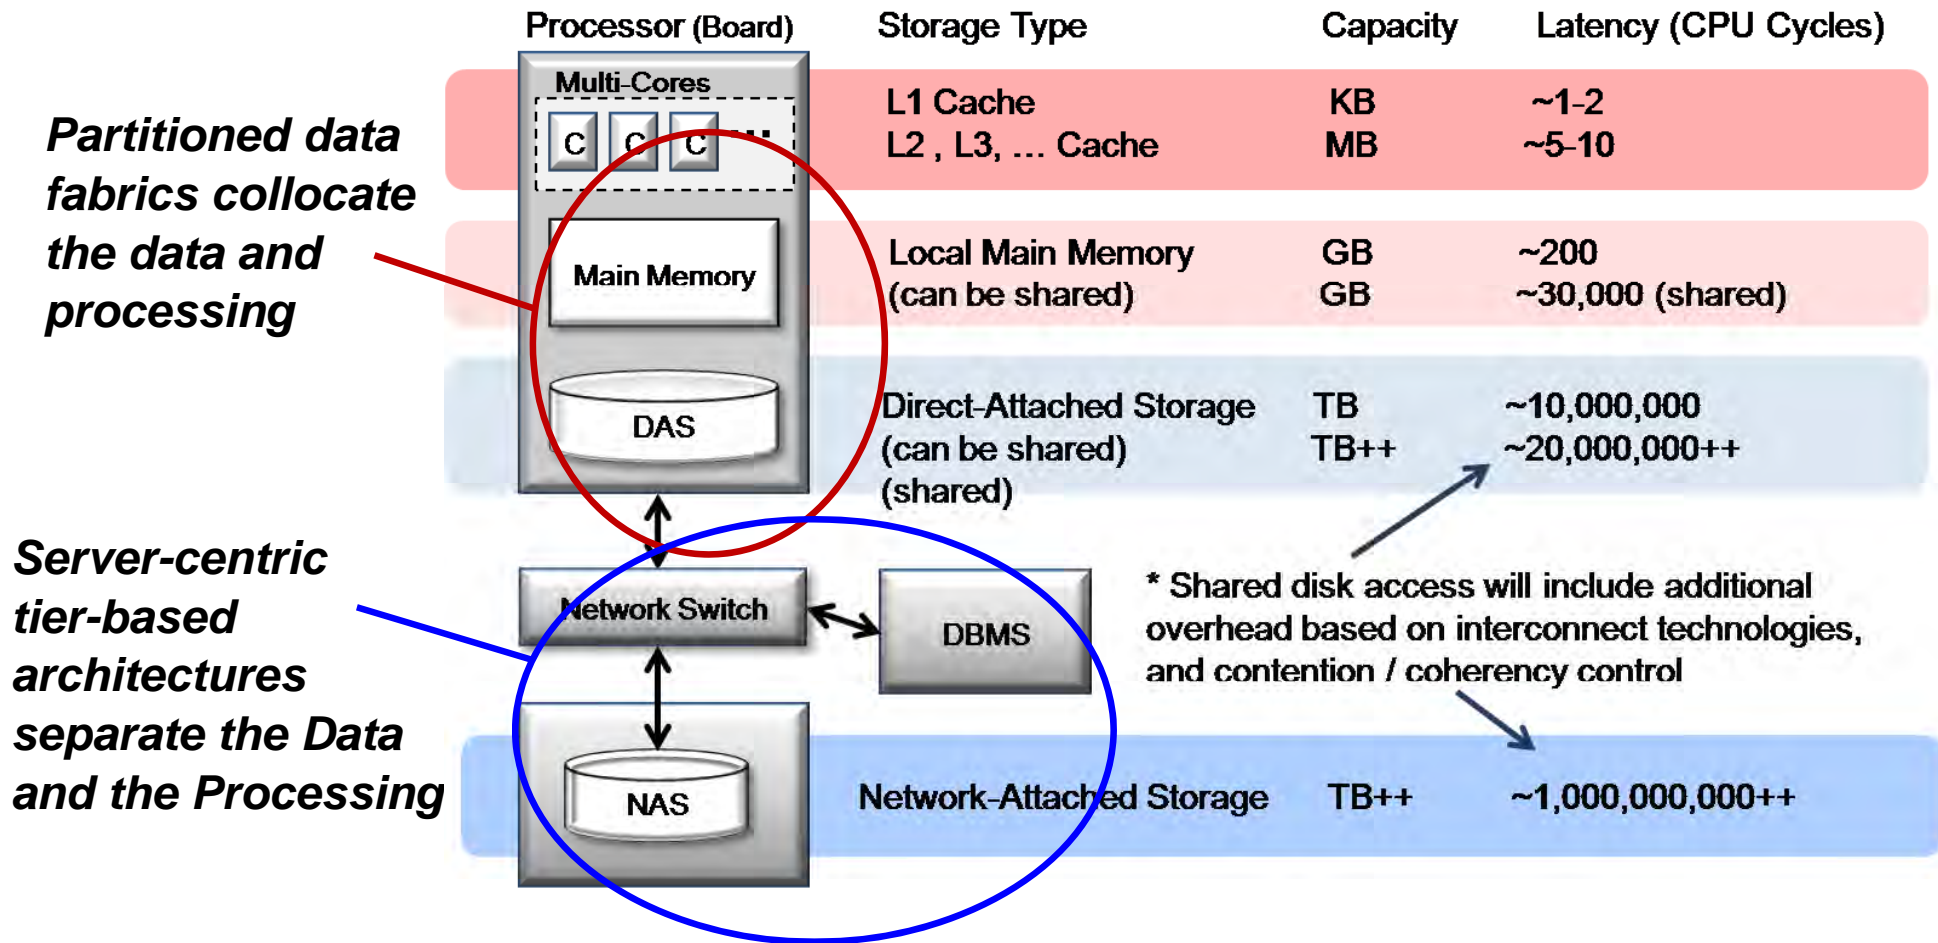 Processor (Board) Storage Type Capacity Latency (CPU Cycles)
Multi-Cores
C C C ...
L1 Cache KB ~1-2
L2 , L3, ... Cache MB ~5-10
Partitioned data
fabrics collocate
the data and
processing
Main Memory
Local Main Memory GB ~200
(can be shared) GB ~30,000 (shared)
DAS
Direct-Attached Storage TB ~10,000,000
(can be shared) TB++ ~20,000,000++
(shared)
Server-centric
tier-based
architectures
separate the Data
and the Processing
Network Switch
DBMS
* Shared disk access will include additional
overhead based on interconnect technologies,
and contention / coherency control
NAS
Network-Attached Storage TB++ ~1,000,000,000++